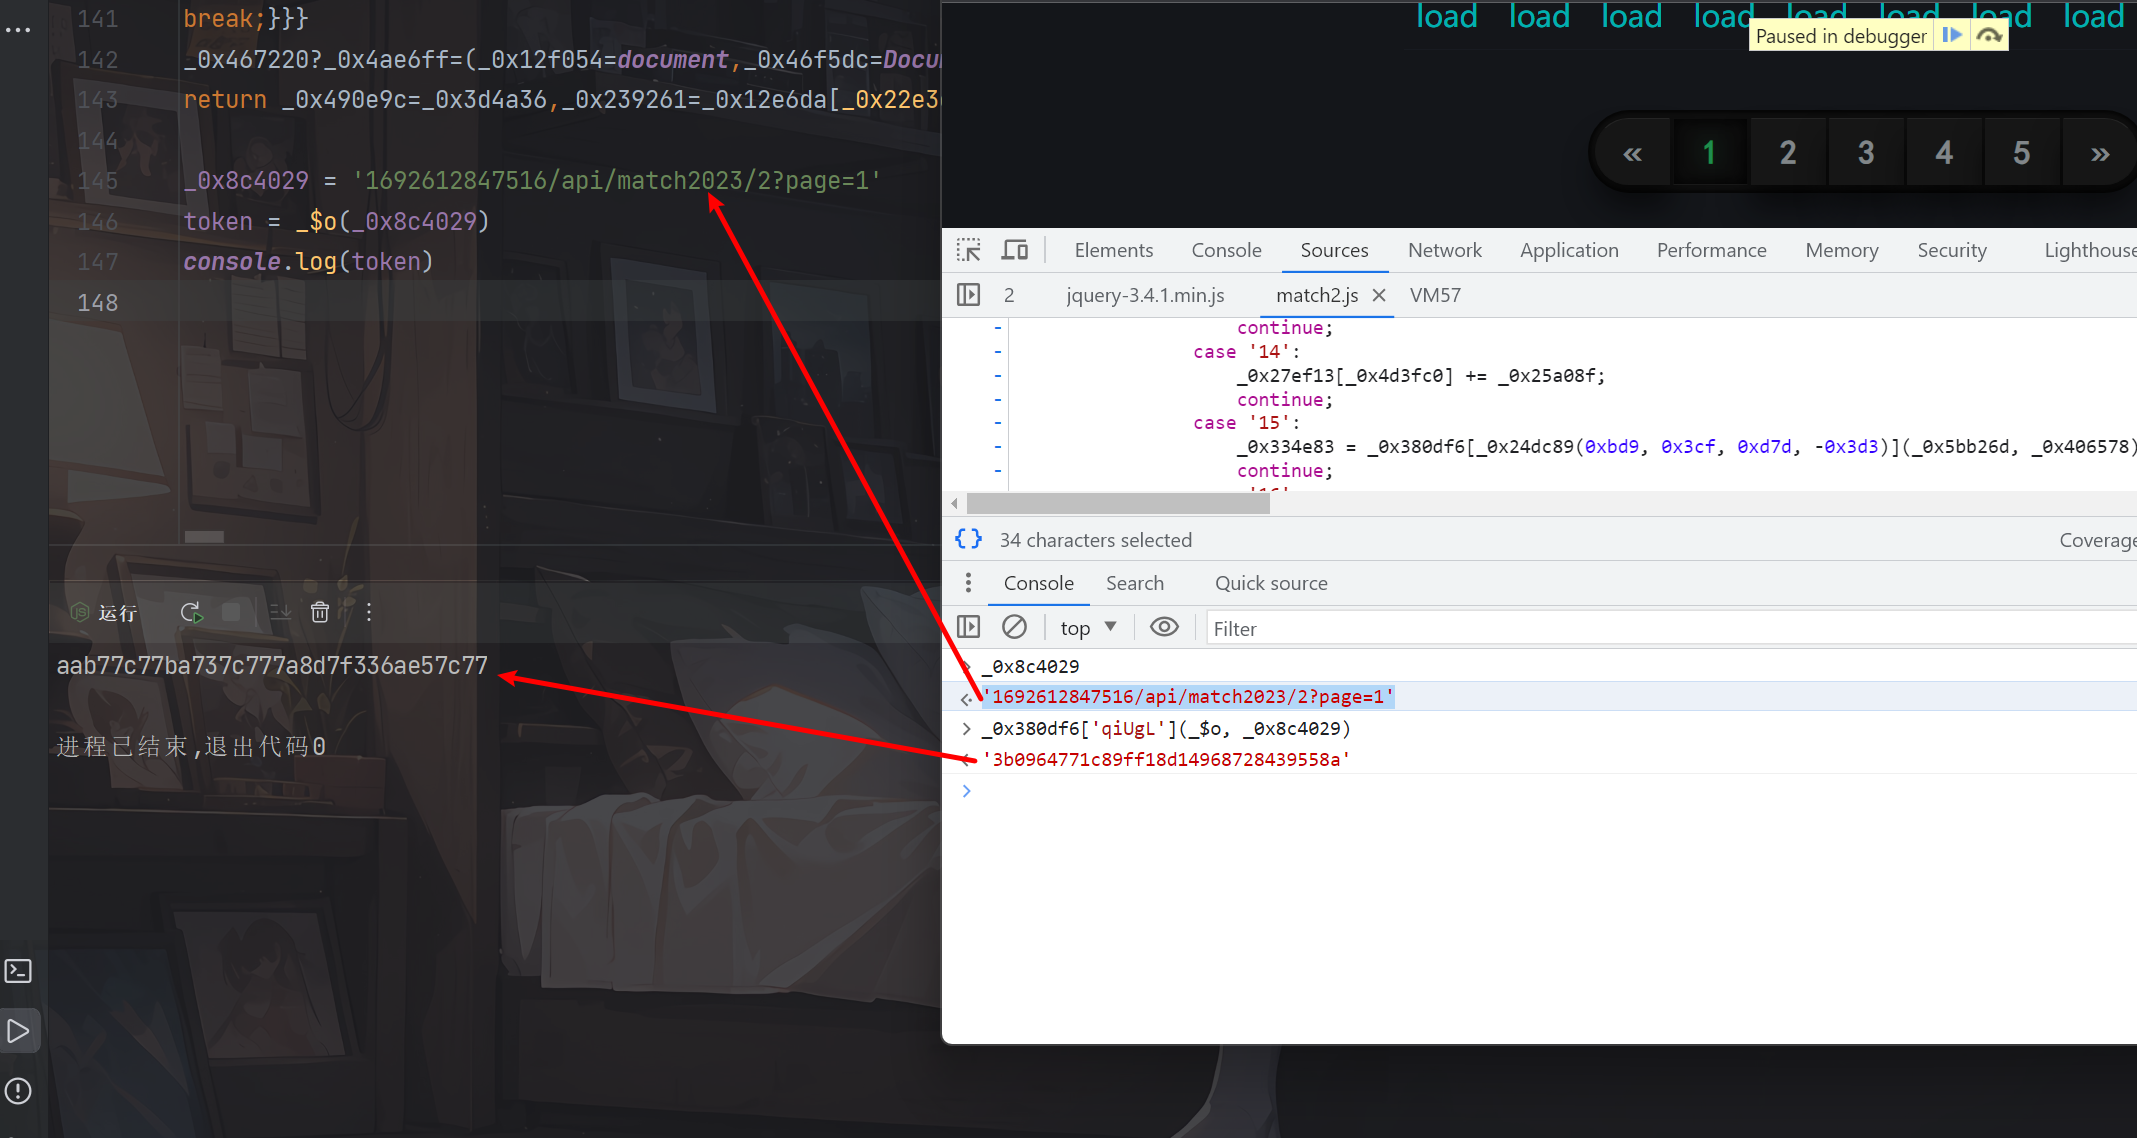 141 break;}}}
142 _0x467220?_0x4ae6ff=(_0x12f054=document,_0x46f5dc=Docu
143 return _0x490e9c=_0x3d4a36,_0x239261=_0x12e6da[_0x22e3
144
145 _0x8c4029 = '1692612847516/api/match2023/2?page=1'
146 token = _$o(_0x8c4029)
147 console.log(token)
148
运行
aab77c77ba737c777a8d7f336ae57c77
进程已结束,退出代码0
load load load load load load load load
Paused in debugger
« 1 2 3 4 5 »
Elements Console Sources Network Application Performance Memory Security Lighthouse
2 jquery-3.4.1.min.js match2.js × VM57
- continue;
- case '14':
- _0x27ef13[_0x4d3fc0] += _0x25a08f;
- continue;
- case '15':
- _0x334e83 = _0x380df6[_0x24dc89(0xbd9, 0x3cf, 0xd7d, -0x3d3)](_0x5bb26d, _0x406578)
- continue;
{} 34 characters selected Coverage
Console Search Quick source
top Filter
> _0x8c4029
'1692612847516/api/match2023/2?page=1'
> _0x380df6['qiUgL'](_$o, _0x8c4029)
'3b0964771c89ff18d14968728439558a'
>